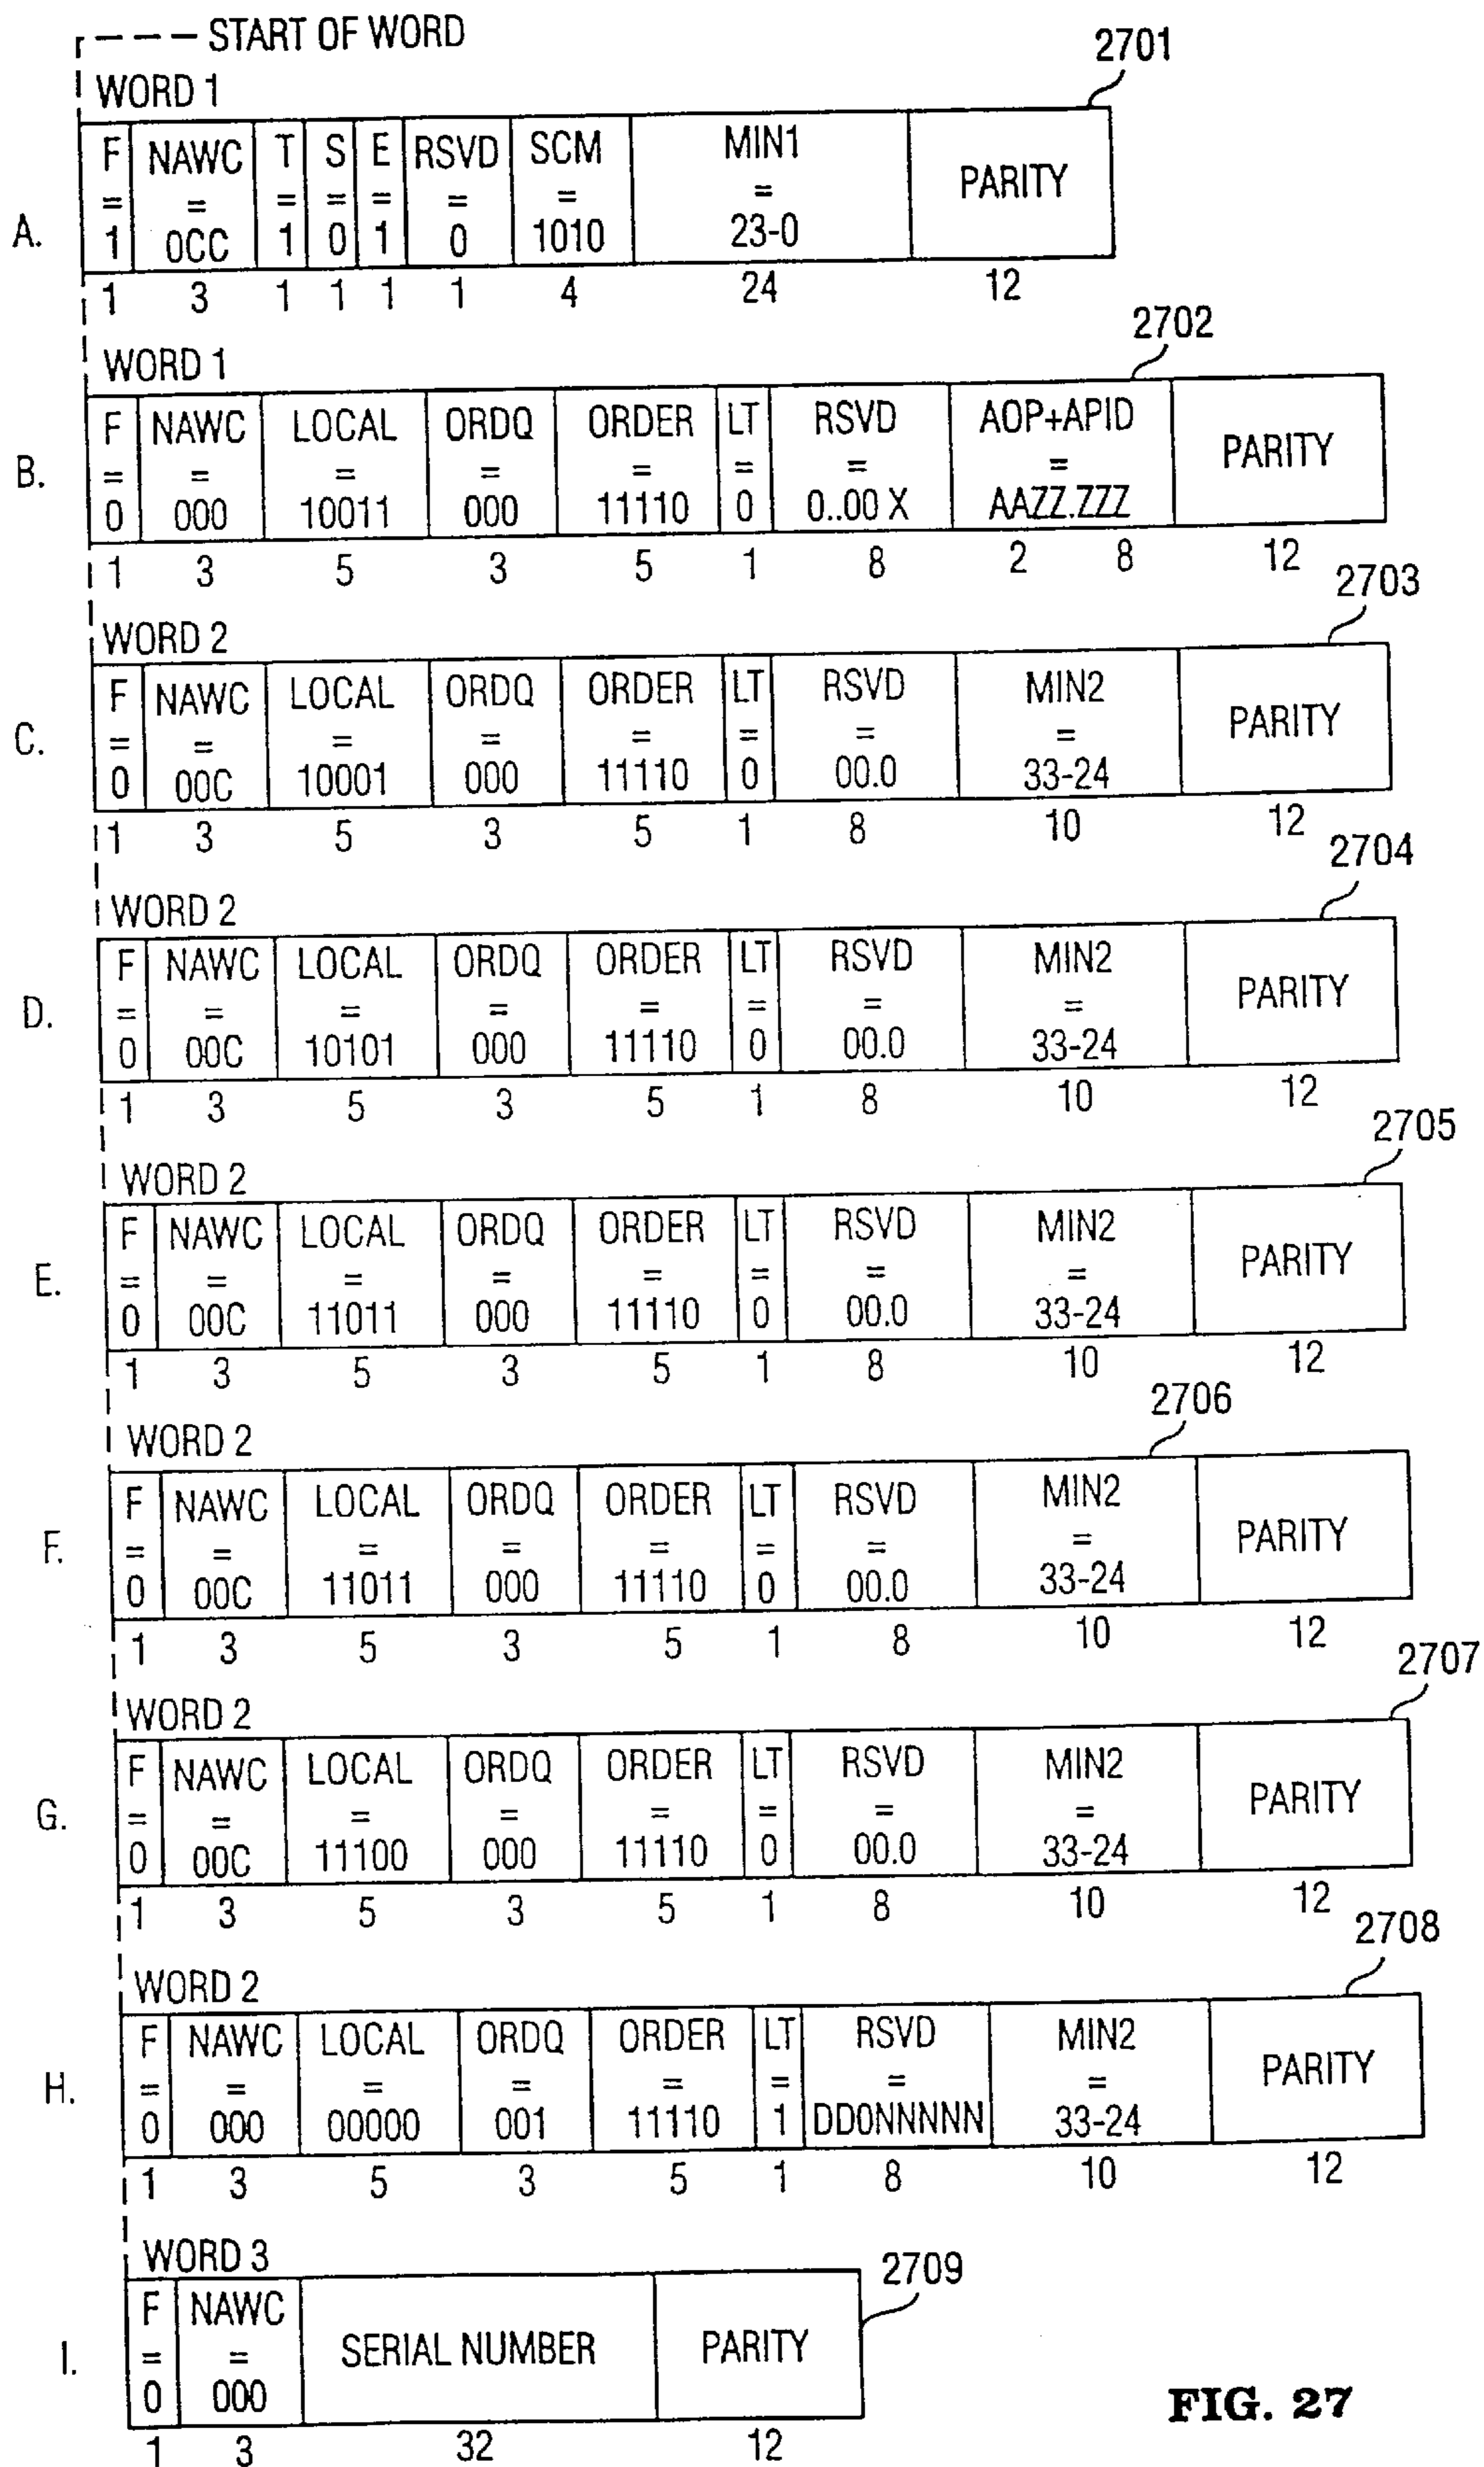 START OF WORD
2701
WORD 1
F NAWC T S E RSVD SCM MIN1 PARITY
= = = = = = = =
A. 1 0CC 1 0 1 0 1010 23-0
1 3 1 1 1 1 4 24 12
2702
WORD 1
F NAWC LOCAL ORDQ ORDER LT RSVD AOP+APID PARITY
B. = = = = = = = =
0 000 10011 000 11110 0 0..00 X AAZZ.ZZZ
1 3 5 3 5 1 8 2 8 12
2703
WORD 2
F NAWC LOCAL ORDQ ORDER LT RSVD MIN2 PARITY
C. = = = = = = = =
0 00C 10001 000 11110 0 00.0 33-24
1 3 5 3 5 1 8 10 12
2704
WORD 2
F NAWC LOCAL ORDQ ORDER LT RSVD MIN2 PARITY
D. = = = = = = = =
0 00C 10101 000 11110 0 00.0 33-24
1 3 5 3 5 1 8 10 12
2705
WORD 2
F NAWC LOCAL ORDQ ORDER LT RSVD MIN2 PARITY
E. = = = = = = = =
0 00C 11011 000 11110 0 00.0 33-24
1 3 5 3 5 1 8 10 12
2706
WORD 2
F NAWC LOCAL ORDQ ORDER LT RSVD MIN2 PARITY
F. = = = = = = = =
0 00C 11011 000 11110 0 00.0 33-24
1 3 5 3 5 1 8 10 12
2707
WORD 2
F NAWC LOCAL ORDQ ORDER LT RSVD MIN2 PARITY
G. = = = = = = = =
0 00C 11100 000 11110 0 00.0 33-24
1 3 5 3 5 1 8 10 12
2708
WORD 2
F NAWC LOCAL ORDQ ORDER LT RSVD MIN2 PARITY
H. = = = = = = = =
0 000 00000 001 11110 1 DD0NNNNN 33-24
1 3 5 3 5 1 8 10 12
WORD 3
2709
F NAWC SERIAL NUMBER PARITY
I. = =
0 000
1 3 32 12
FIG. 27